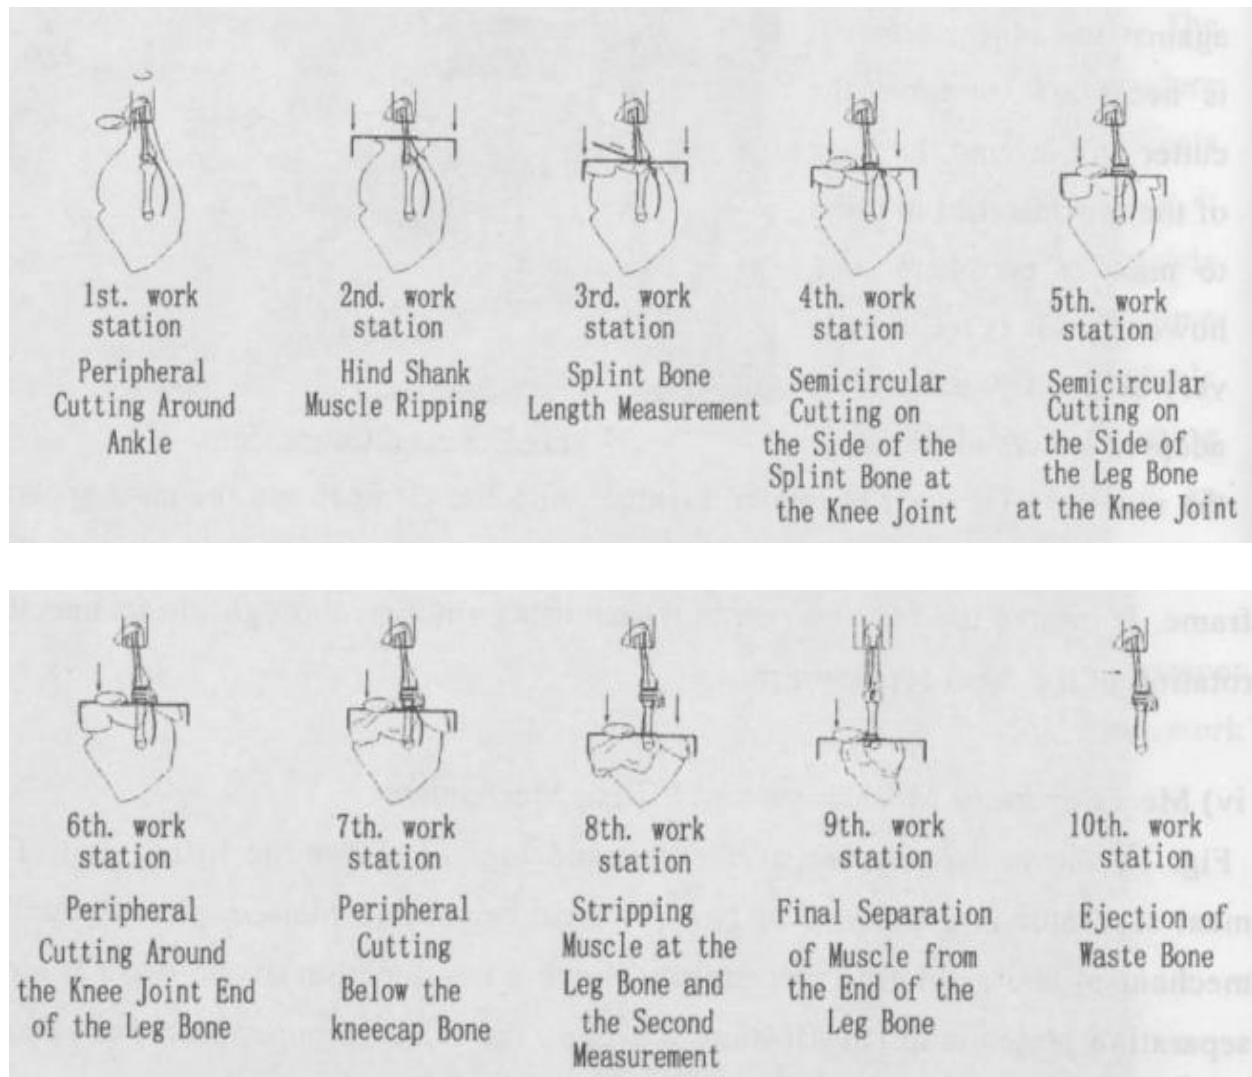 1st. work
station
Peripheral
Cutting Around
Ankle
2nd. work
station
Hind Shank
Muscle Ripping
3rd. work
station
Splint Bone
Length Measurement
4th. work
station
Semicircular
Cutting on
the Side of the
Splint Bone at
the Knee Joint
5th. work
station
Semicircular
Cutting on
the Side of
the Leg Bone
at the Knee Joint
6th. work
station
Peripheral
Cutting Around
the Knee Joint End
of the Leg Bone
7th. work
station
Peripheral
Cutting
Below the
kneecap Bone
8th. work
station
Stripping
Muscle at the
Leg Bone and
the Second
Measurement
9th. work
station
Final Separation
of Muscle from
the End of the
Leg Bone
10th. work
station
Ejection of
Waste Bone